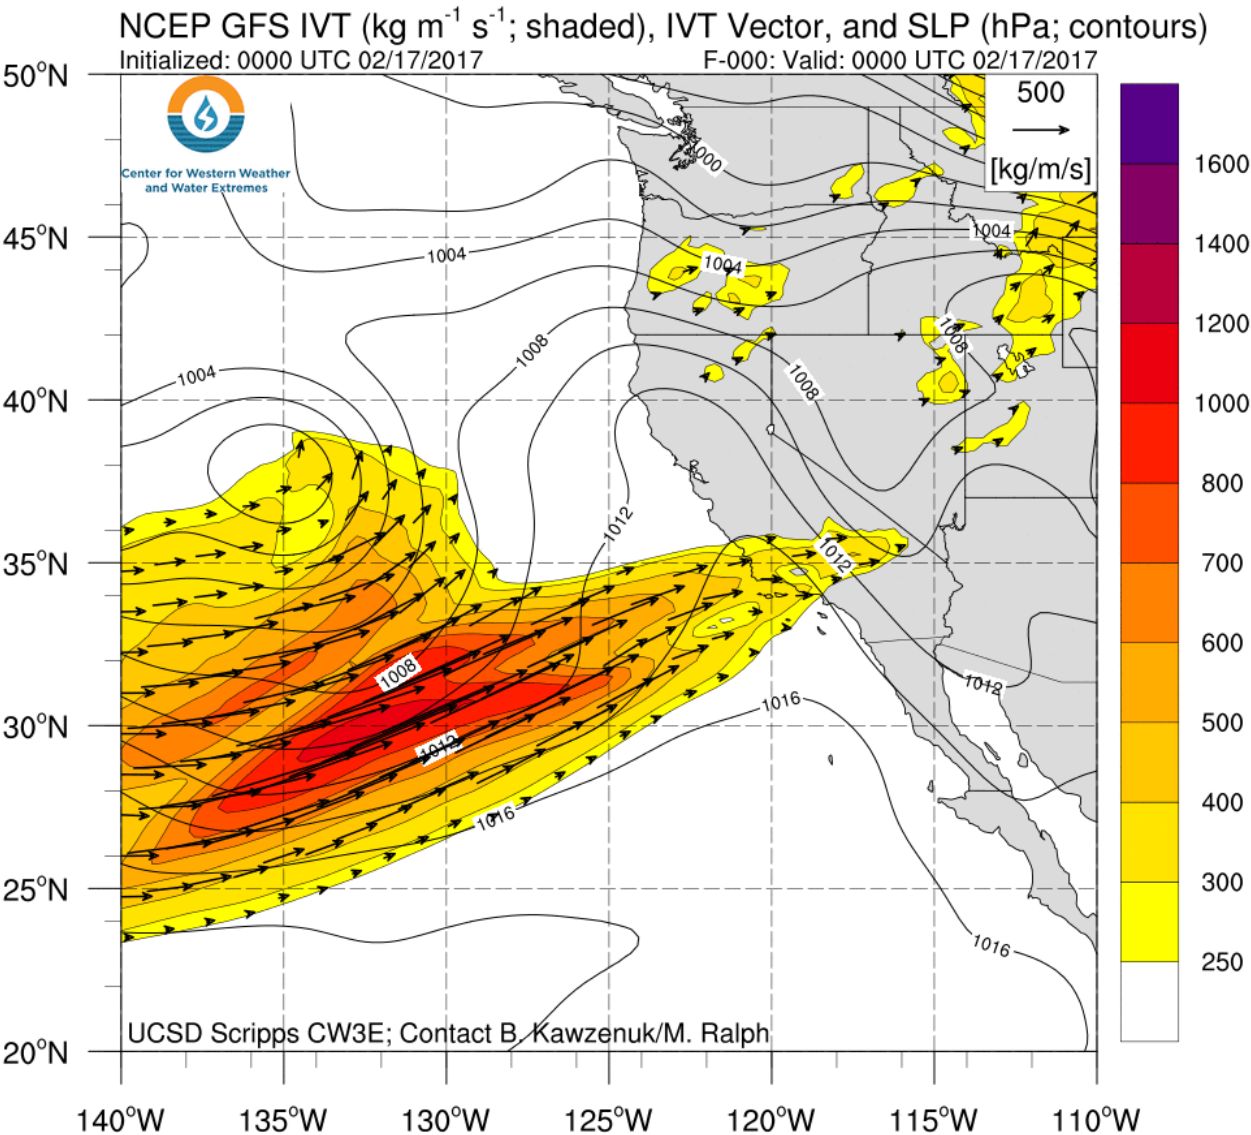 NCEP GFS IVT (kg m⁻¹ s⁻¹; shaded), IVT Vector, and SLP (hPa; contours)
Initialized: 0000 UTC 02/17/2017 F-000: Valid: 0000 UTC 02/17/2017
50°N
500
[kg/m/s]
Center for Western Weather
and Water Extremes
1600
000
1004
1004
1004
45°N
1400
1008
1008
1200
1004
1008
40°N
1000
800
1012
1012
35°N
700
600
1008
1012
1016
30°N
500
1012
1016
400
25°N
300
1016
250
UCSD Scripps CW3E; Contact B. Kawzenuk/M. Ralph
20°N
140°W 135°W 130°W 125°W 120°W 115°W 110°W